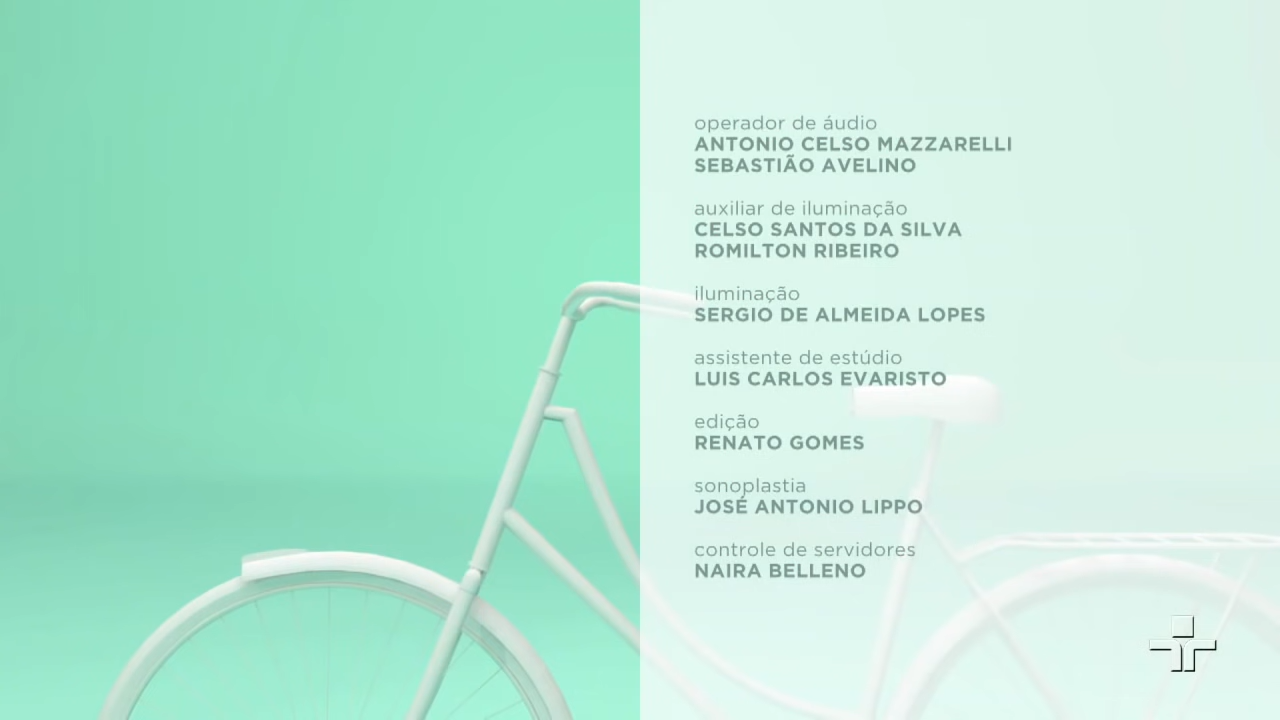 operador de áudio
ANTONIO CELSO MAZZARELLI
SEBASTIÃO AVELINO
auxiliar de iluminação
CELSO SANTOS DA SILVA
ROMILTON RIBEIRO
iluminação
SERGIO DE ALMEIDA LOPES
assistente de estúdio
LUIS CARLOS EVARISTO
edição
RENATO GOMES
sonoplastia
JOSÉ ANTONIO LIPPO
controle de servidores
NAIRA BELLENO